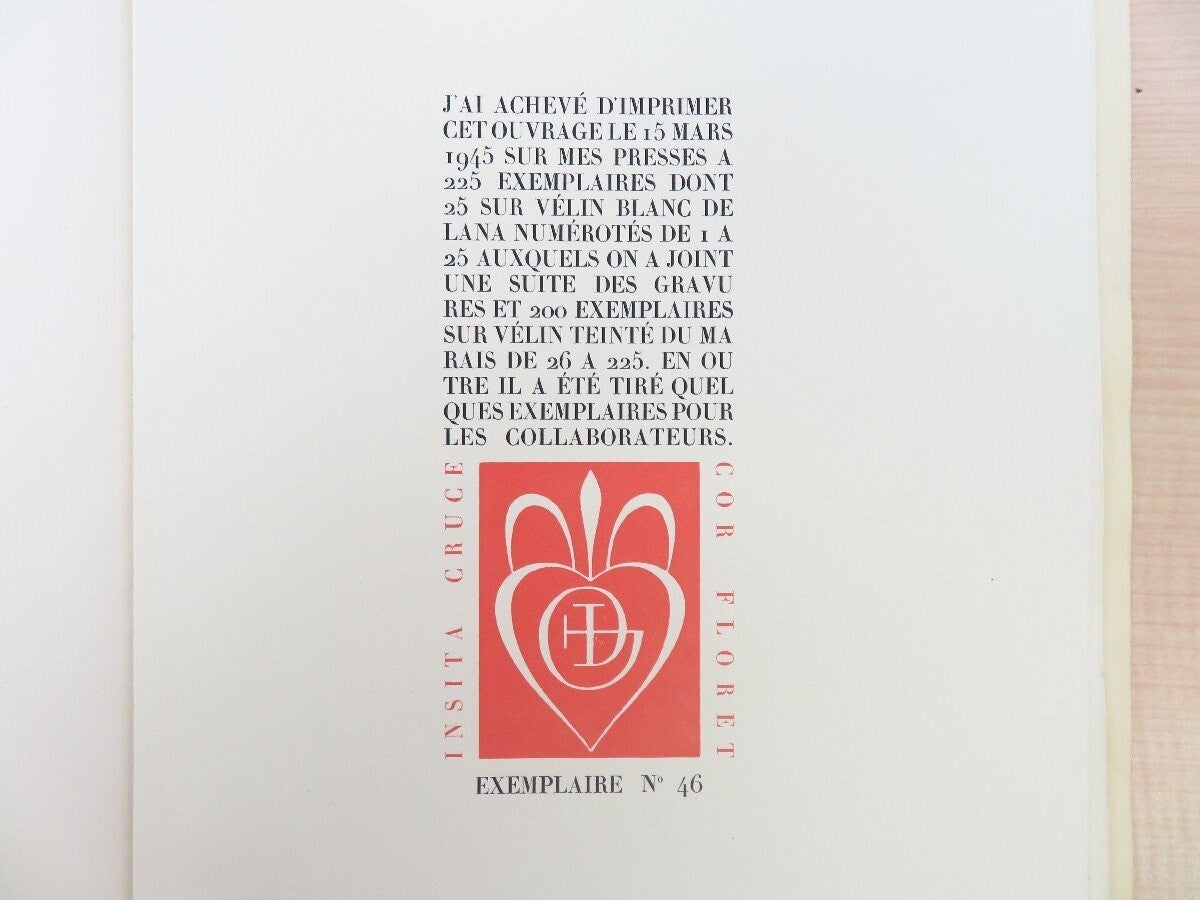 J'AI ACHEVÉ D'IMPRIMER
CET OUVRAGE LE 15 MARS
1945 SUR MES PRESSES A
225 EXEMPLAIRES DONT
25 SUR VÉLIN BLANC DE
LANA NUMÉROTÉS DE 1 A
25 AUXQUELS ON A JOINT
UNE SUITE DES GRAVU
RES ET 200 EXEMPLAIRES
SUR VÉLIN TEINTÉ DU MA
RAIS DE 26 A 225. EN OU
TRE IL A ÉTÉ TIRÉ QUEL
QUES EXEMPLAIRES POUR
LES COLLABORATEURS.
INSITA CRUCE
COR FLORET
EXEMPLAIRE Nº 46